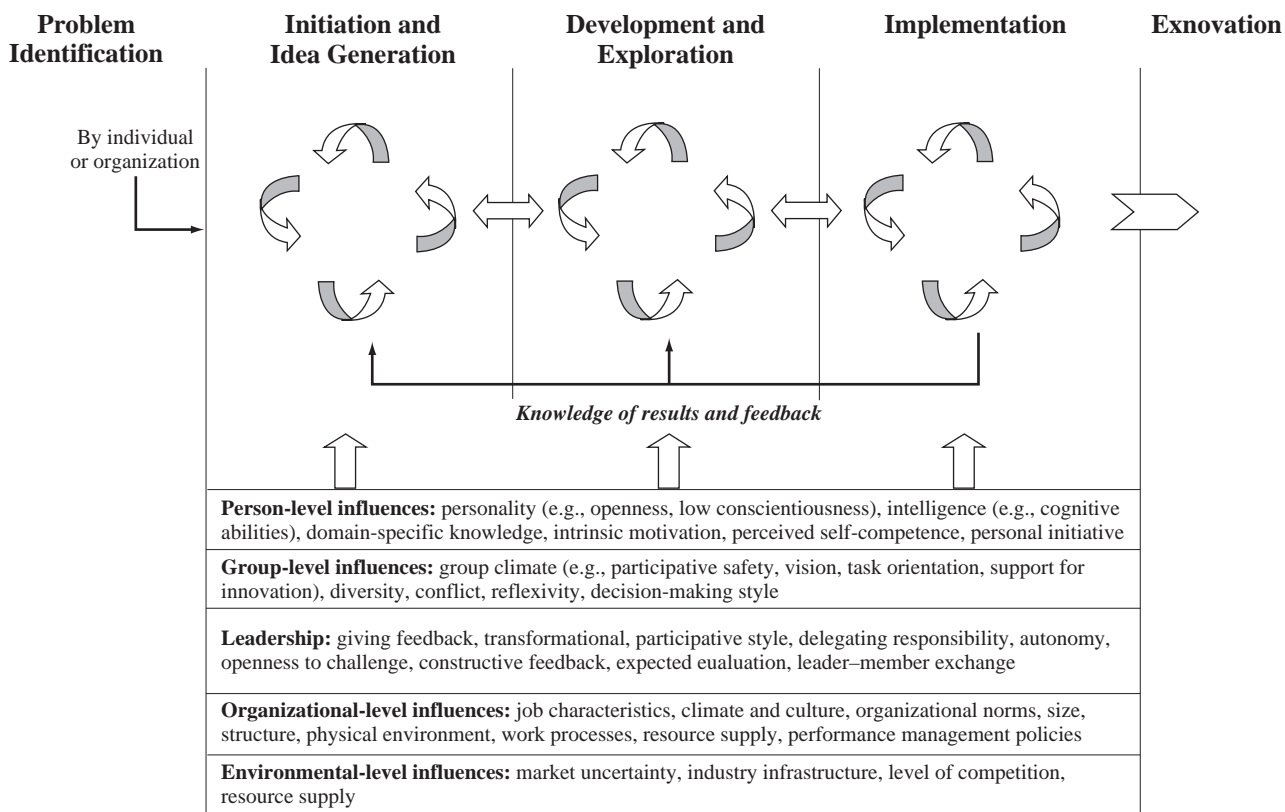 Problem
Identification
Initiation and
Idea Generation
Development and
Exploration
Implementation
Exnovation
By individual
or organization
Knowledge of results and feedback
Person-level influences: personality (e.g., openness, low conscientiousness), intelligence (e.g., cognitive
abilities), domain-specific knowledge, intrinsic motivation, perceived self-competence, personal initiative
Group-level influences: group climate (e.g., participative safety, vision, task orientation, support for
innovation), diversity, conflict, reflexivity, decision-making style
Leadership: giving feedback, transformational, participative style, delegating responsibility, autonomy,
openness to challenge, constructive feedback, expected eualuation, leader–member exchange
Organizational-level influences: job characteristics, climate and culture, organizational norms, size,
structure, physical environment, work processes, resource supply, performance management policies
Environmental-level influences: market uncertainty, industry infrastructure, level of competition,
resource supply